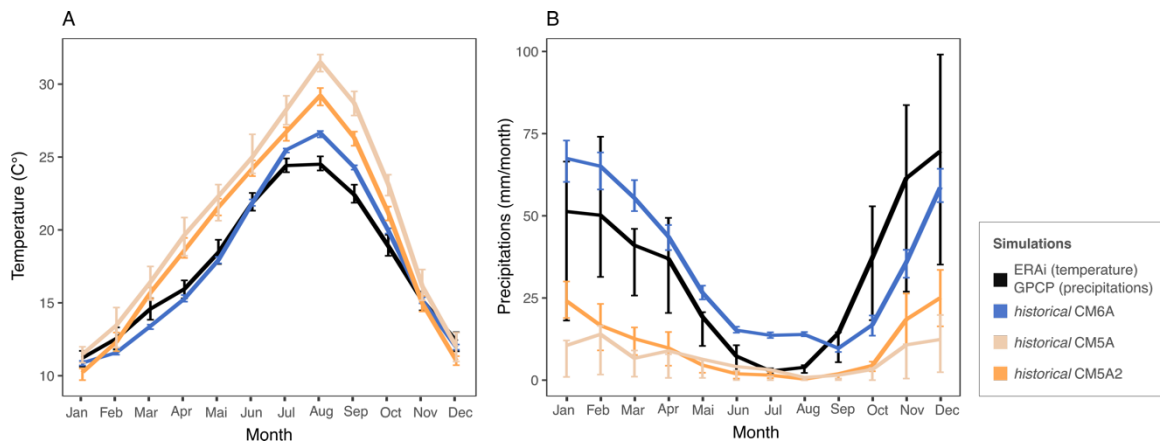 A
B
Temperature (C°)
30
25
20
15
10
Jan Feb Mar Apr Mai Jun Jul Aug Sep Oct Nov Dec
Month
Precipitations (mm/month)
100
75
50
25
0
Jan Feb Mar Apr Mai Jun Jul Aug Sep Oct Nov Dec
Month
Simulations
ERAi (temperature)
GPCP (precipitations)
historical CM6A
historical CM5A
historical CM5A2